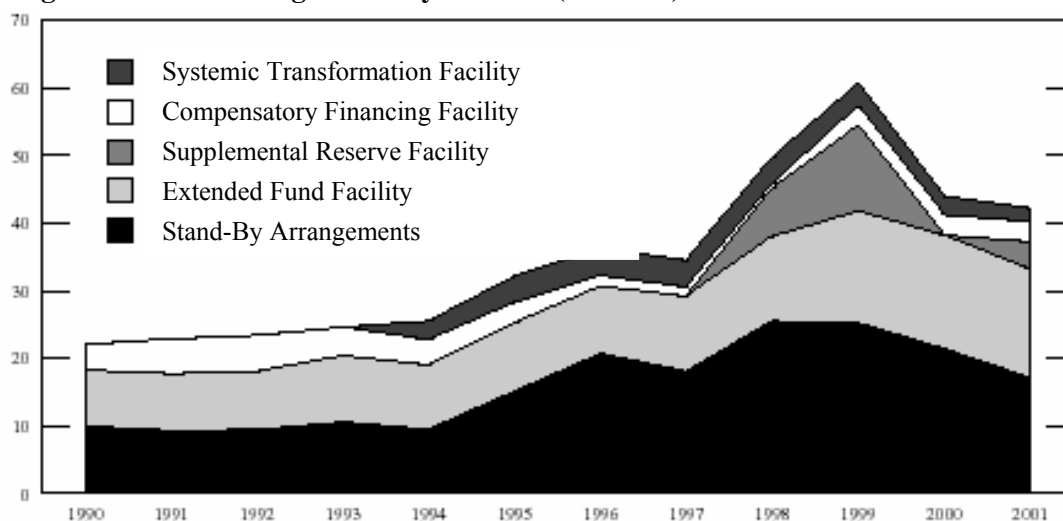 70
60
50
40
30
20
10
0
Systemic Transformation Facility
Compensatory Financing Facility
Supplemental Reserve Facility
Extended Fund Facility
Stand-By Arrangements
1990 1991 1992 1993 1994 1995 1996 1997 1998 1999 2000 2001